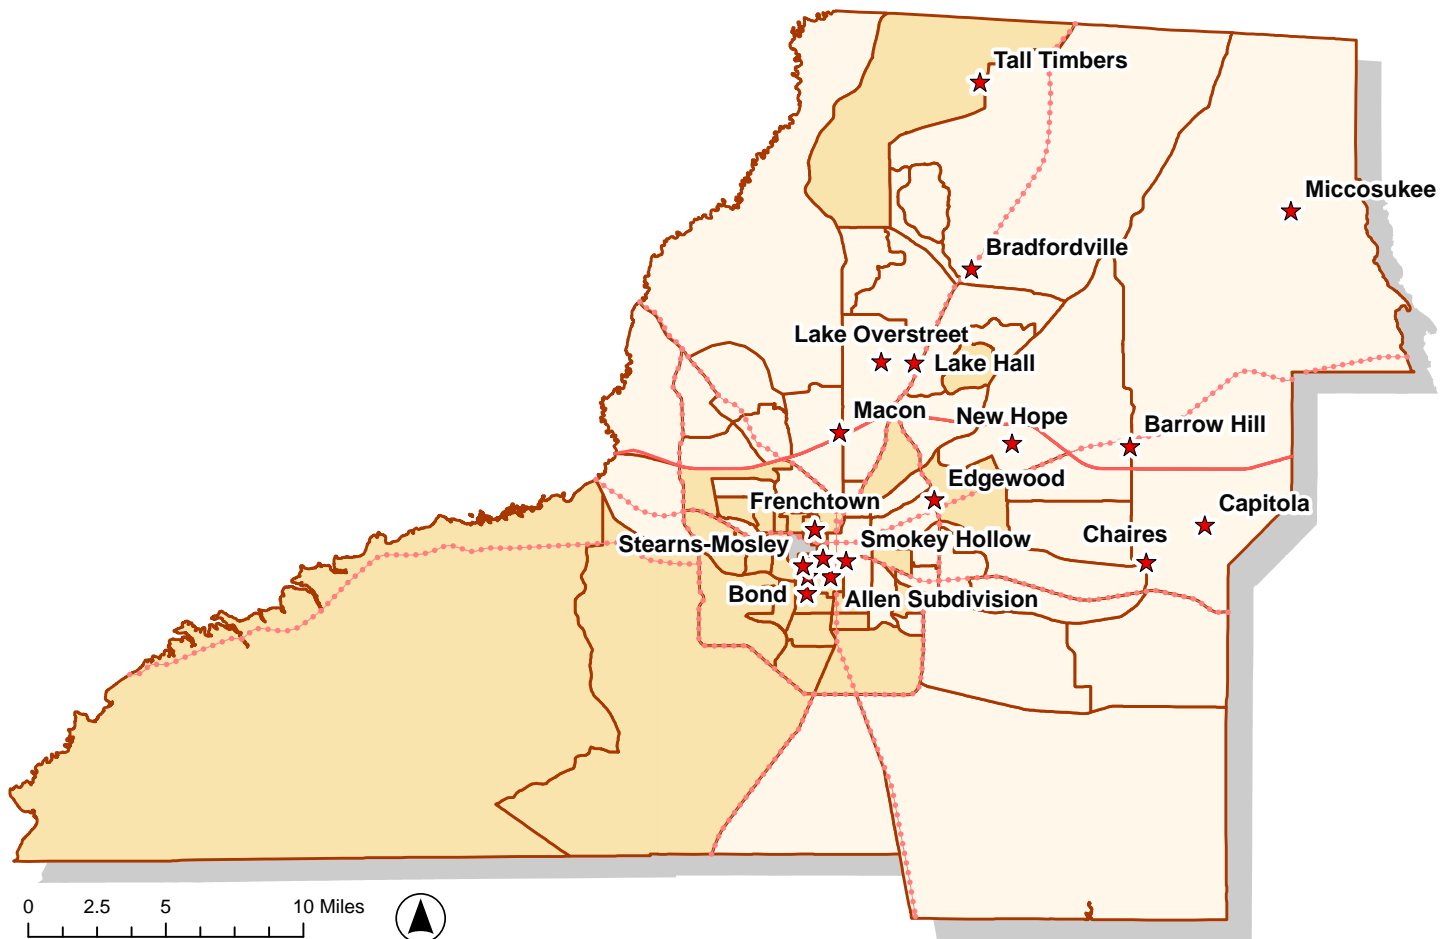 Tall Timbers
Miccosukee
Bradfordville
Lake Overstreet
Lake Hall
Macon
New Hope
Barrow Hill
Edgewood
Frenchtown
Capitola
Chaires
Stearns-Mosley
Smokey Hollow
Bond
Allen Subdivision
0 2.5 5 10 Miles